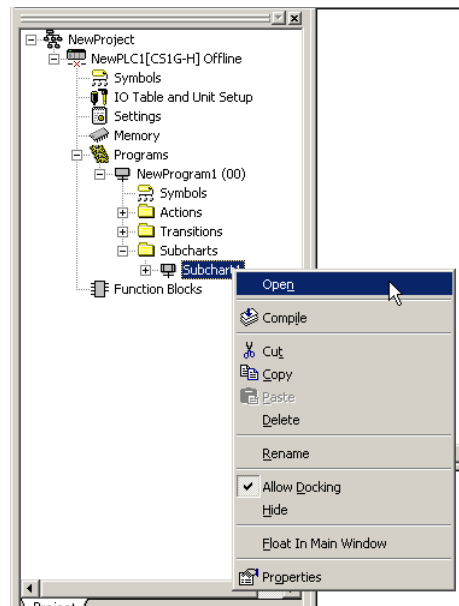 NewProject
NewPLC1[CS1G-H] Offline
Symbols
IO Table and Unit Setup
Settings
Memory
Programs
NewProgram1 (00)
Symbols
Actions
Transitions
Subcharts
Subchart1
Function Blocks
Open
Compile
Cut
Copy
Paste
Delete
Rename
Allow Docking
Hide
Float In Main Window
Properties
Project